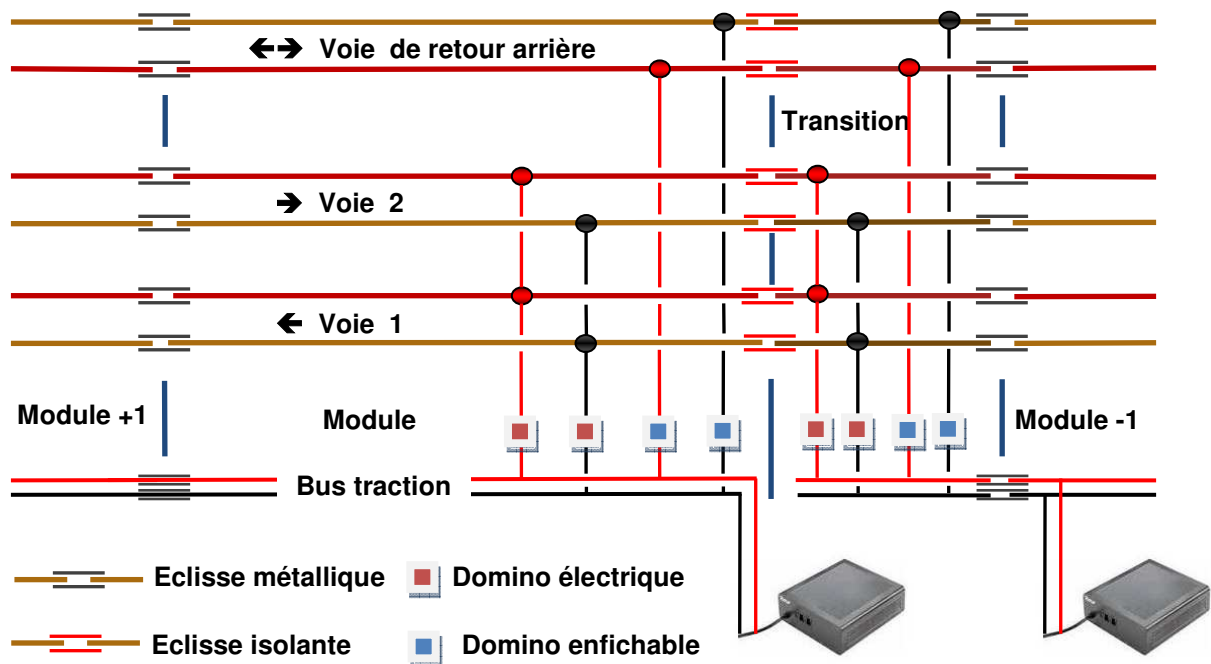 Voie de retour arrière
Transition
Voie 2
Voie 1
Module +1
Module
Module -1
Bus traction
Eclisse métallique
Domino électrique
Eclisse isolante
Domino enfichable